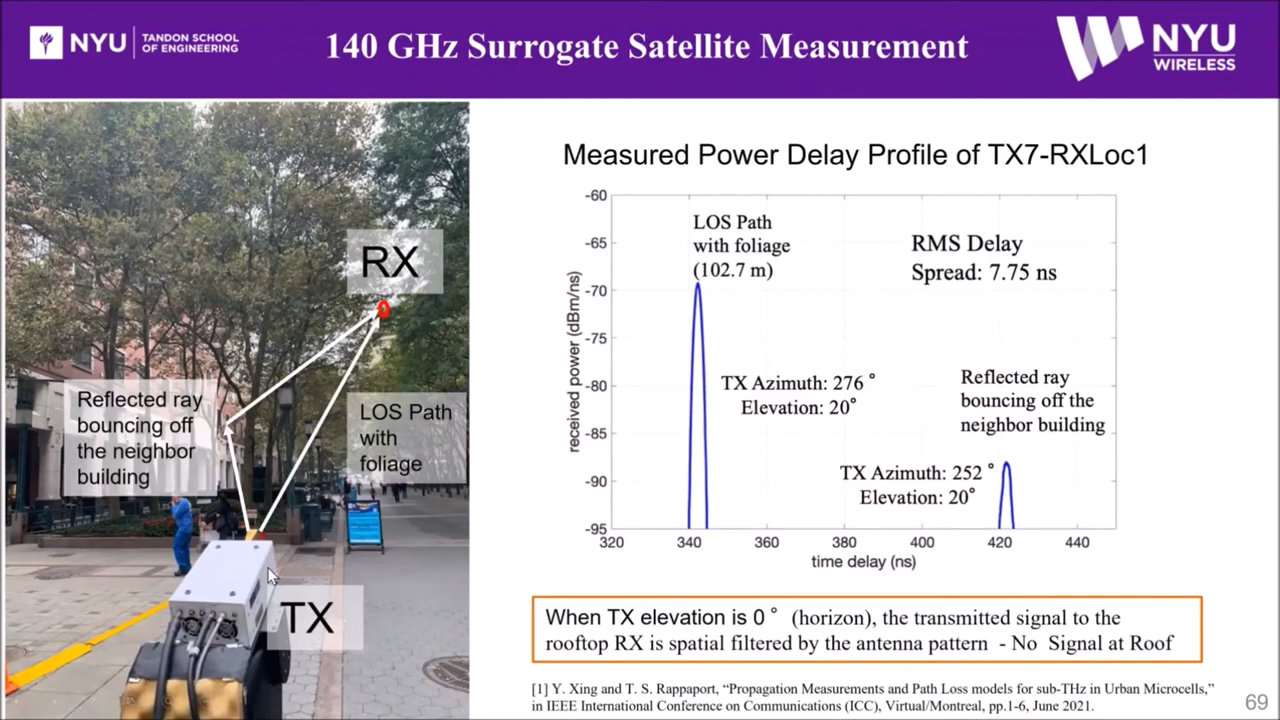 NYU
TANDON SCHOOL
OF ENGINEERING
140 GHz Surrogate Satellite Measurement
NYU
WIRELESS
RX
Reflected ray
bouncing off
the neighbor
building
LOS Path
with
foliage
TX
Measured Power Delay Profile of TX7-RXLoc1
-60
-65
-70
-75
-80
-85
-90
-95
received power (dBm/ns)
LOS Path
with foliage
(102.7 m)
RMS Delay
Spread: 7.75 ns
TX Azimuth: 276 °
Elevation: 20°
Reflected ray
bouncing off the
neighbor building
TX Azimuth: 252 °
Elevation: 20°
320 340 360 380 400 420 440
time delay (ns)
When TX elevation is 0 ° (horizon), the transmitted signal to the
rooftop RX is spatial filtered by the antenna pattern - No Signal at Roof
[1] Y. Xing and T. S. Rappaport, “Propagation Measurements and Path Loss models for sub-THz in Urban Microcells,”
in IEEE International Conference on Communications (ICC), Virtual/Montreal, pp.1-6, June 2021.
69